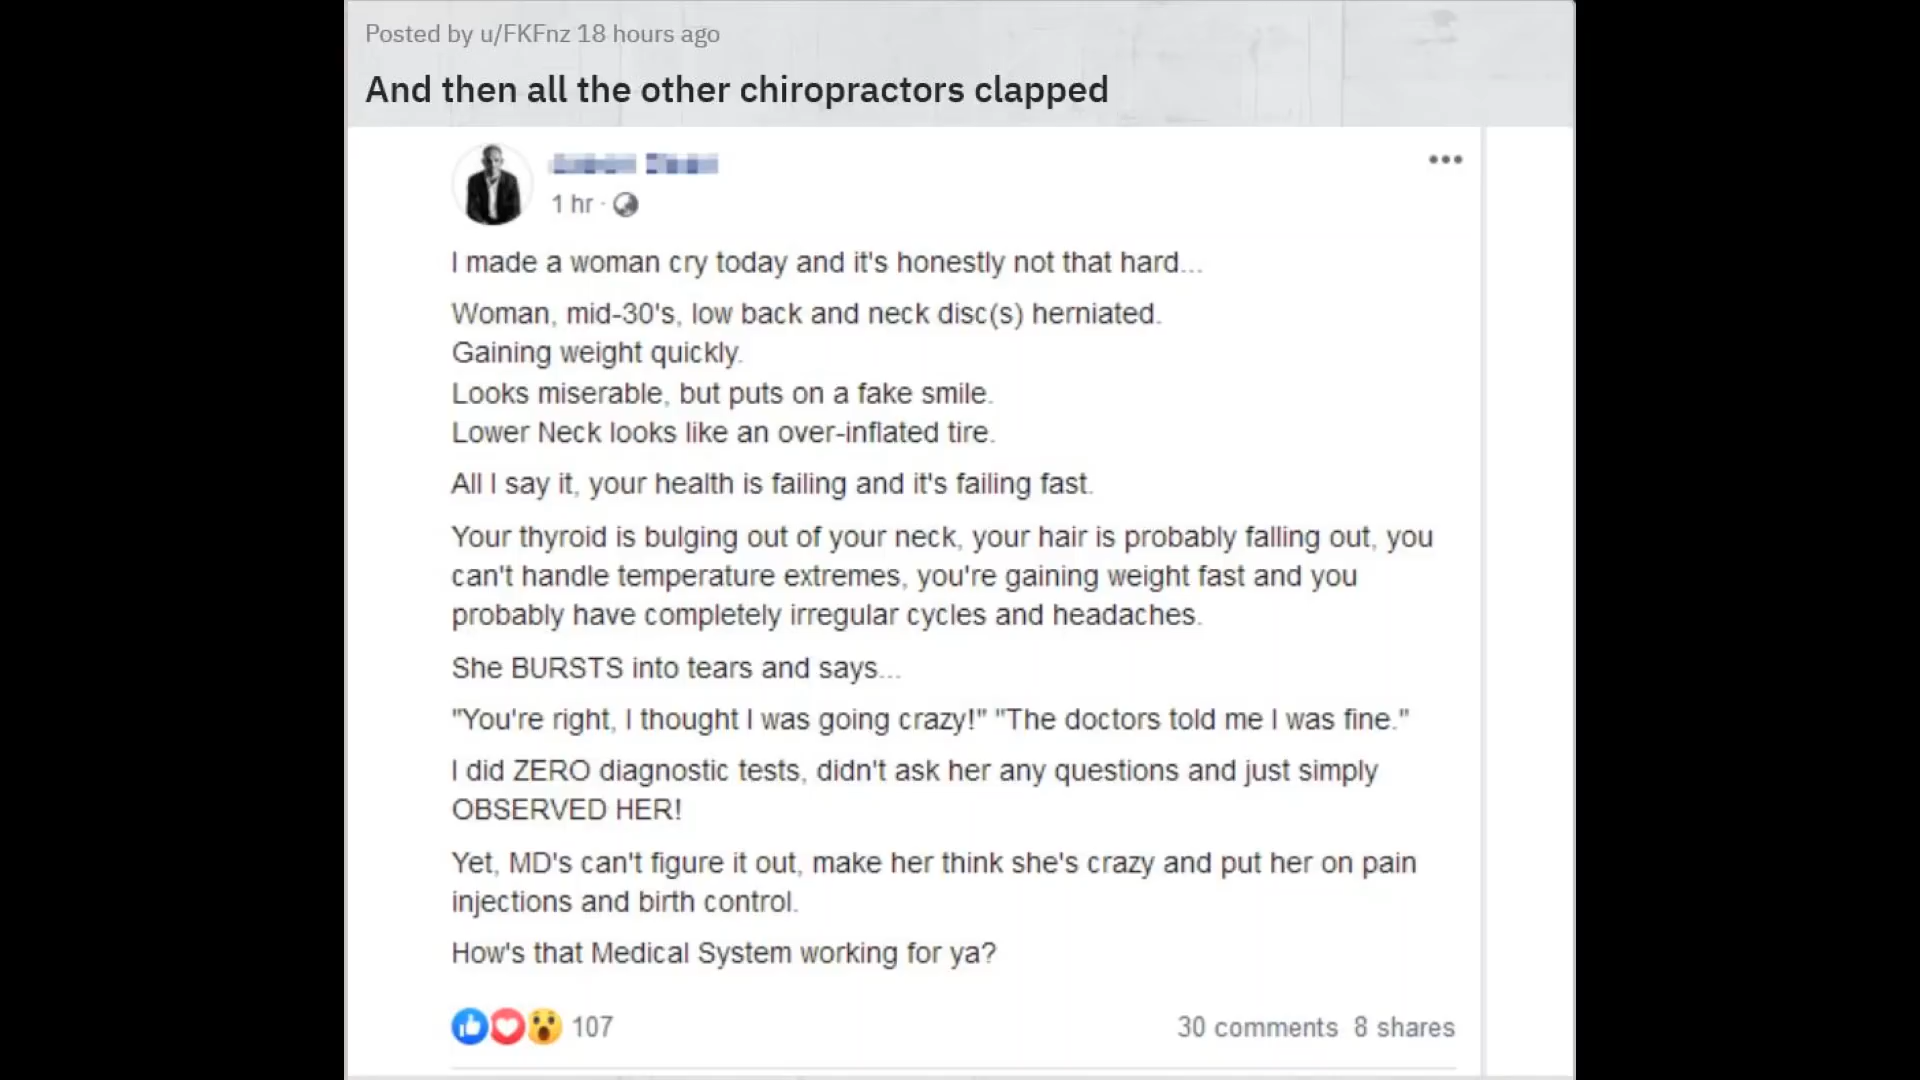 Posted by u/FKFnz 18 hours ago
And then all the other chiropractors clapped
1 hr ·
I made a woman cry today and it's honestly not that hard...
Woman, mid-30's, low back and neck disc(s) herniated.
Gaining weight quickly.
Looks miserable, but puts on a fake smile.
Lower Neck looks like an over-inflated tire.
All I say it, your health is failing and it's failing fast.
Your thyroid is bulging out of your neck, your hair is probably falling out, you
can't handle temperature extremes, you're gaining weight fast and you
probably have completely irregular cycles and headaches.
She BURSTS into tears and says...
"You're right, I thought I was going crazy!" "The doctors told me I was fine."
I did ZERO diagnostic tests, didn't ask her any questions and just simply
OBSERVED HER!
Yet, MD's can't figure it out, make her think she's crazy and put her on pain
injections and birth control.
How's that Medical System working for ya?
107
30 comments 8 shares